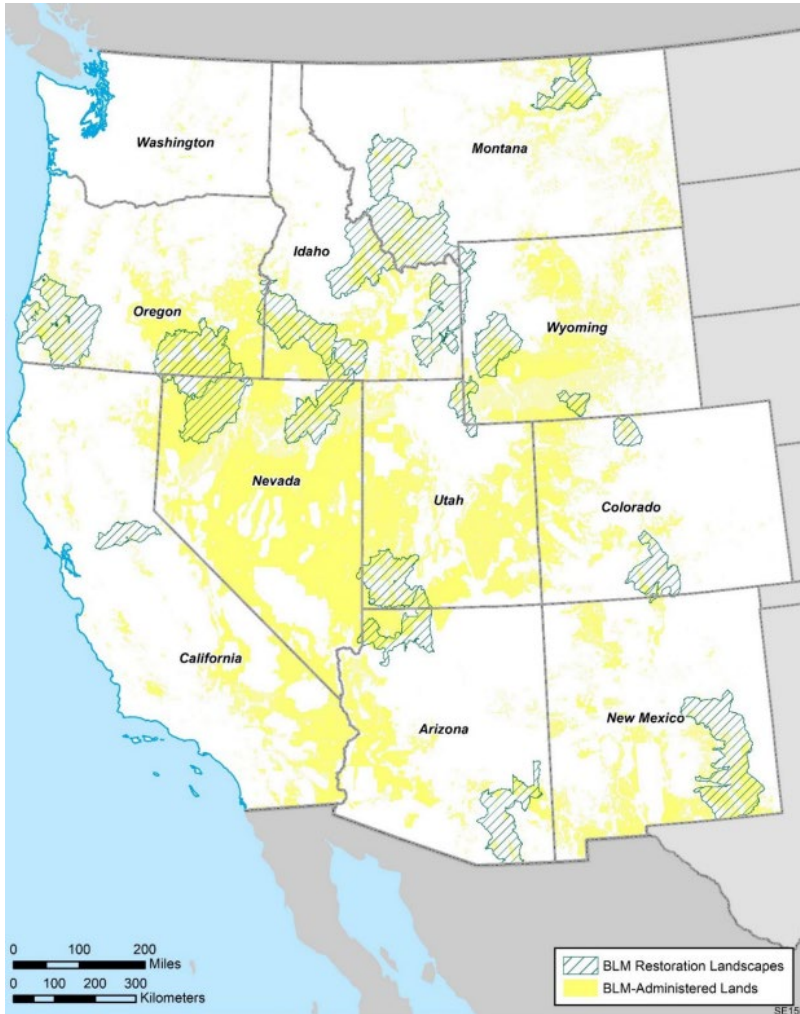 Washington
Montana
Idaho
Oregon
Wyoming
Nevada
Utah
Colorado
California
Arizona
New Mexico
0 100 200
Miles
0 100 200 300
Kilometers
BLM Restoration Landscapes
BLM-Administered Lands
SE15